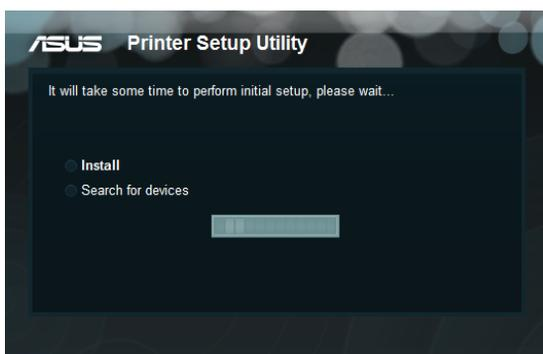 ASUS Printer Setup Utility
It will take some time to perform initial setup, please wait...
Install
Search for devices